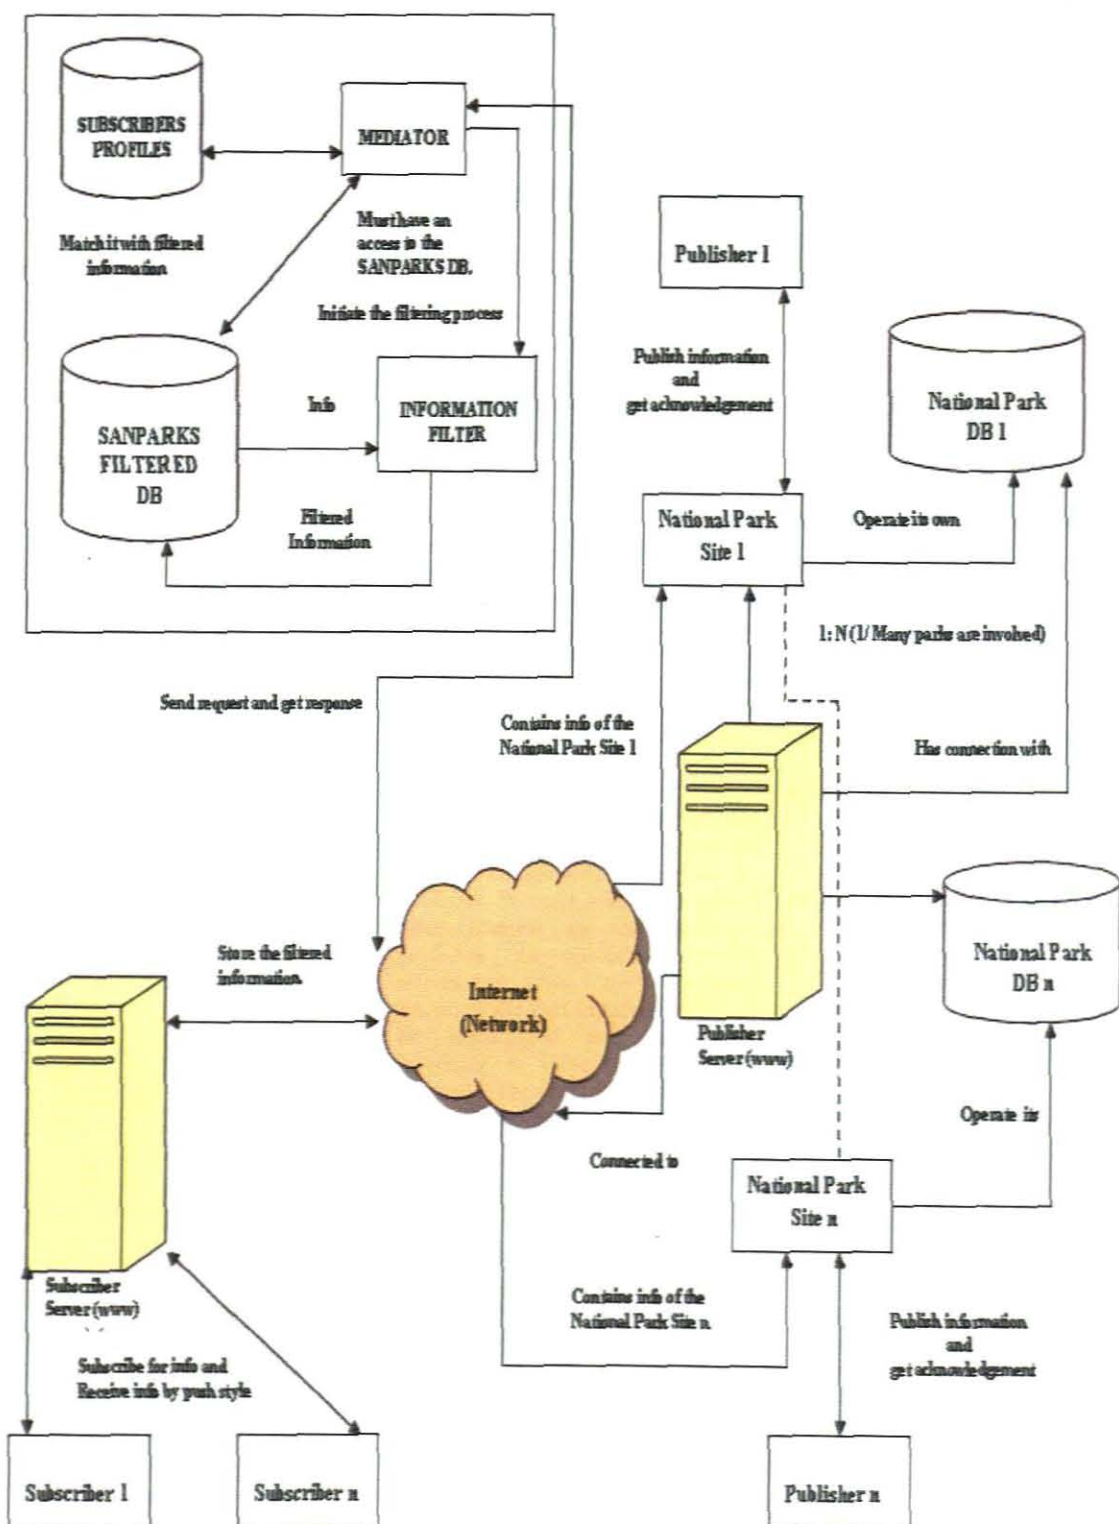 SUBSCRIBERS
PROFILES
MEDIATOR
Match it with filtered
information
Must have an
access to the
SANPARKS DB.
Initiate the filtering process
SANPARKS
FILTERED
DB
Info
INFORMATION
FILTER
Filtered
Information
Publisher 1
Publish information
and
get acknowledgement
National Park
DB 1
National Park
Site 1
Operate its own
1: N (1/ Many parks are involved)
Send request and get response
Contains info of the
National Park Site 1
Has connection with
Store the filtered
information
Internet
(Network)
Publisher
Server (www)
National Park
DB n
Connected to
Operate its
National Park
Site n
Subscriber
Server (www)
Contains info of the
National Park Site n
Publish information
and
get acknowledgement
Subscribe for info and
Receive info by push style
Subscriber 1
Subscriber n
Publisher n